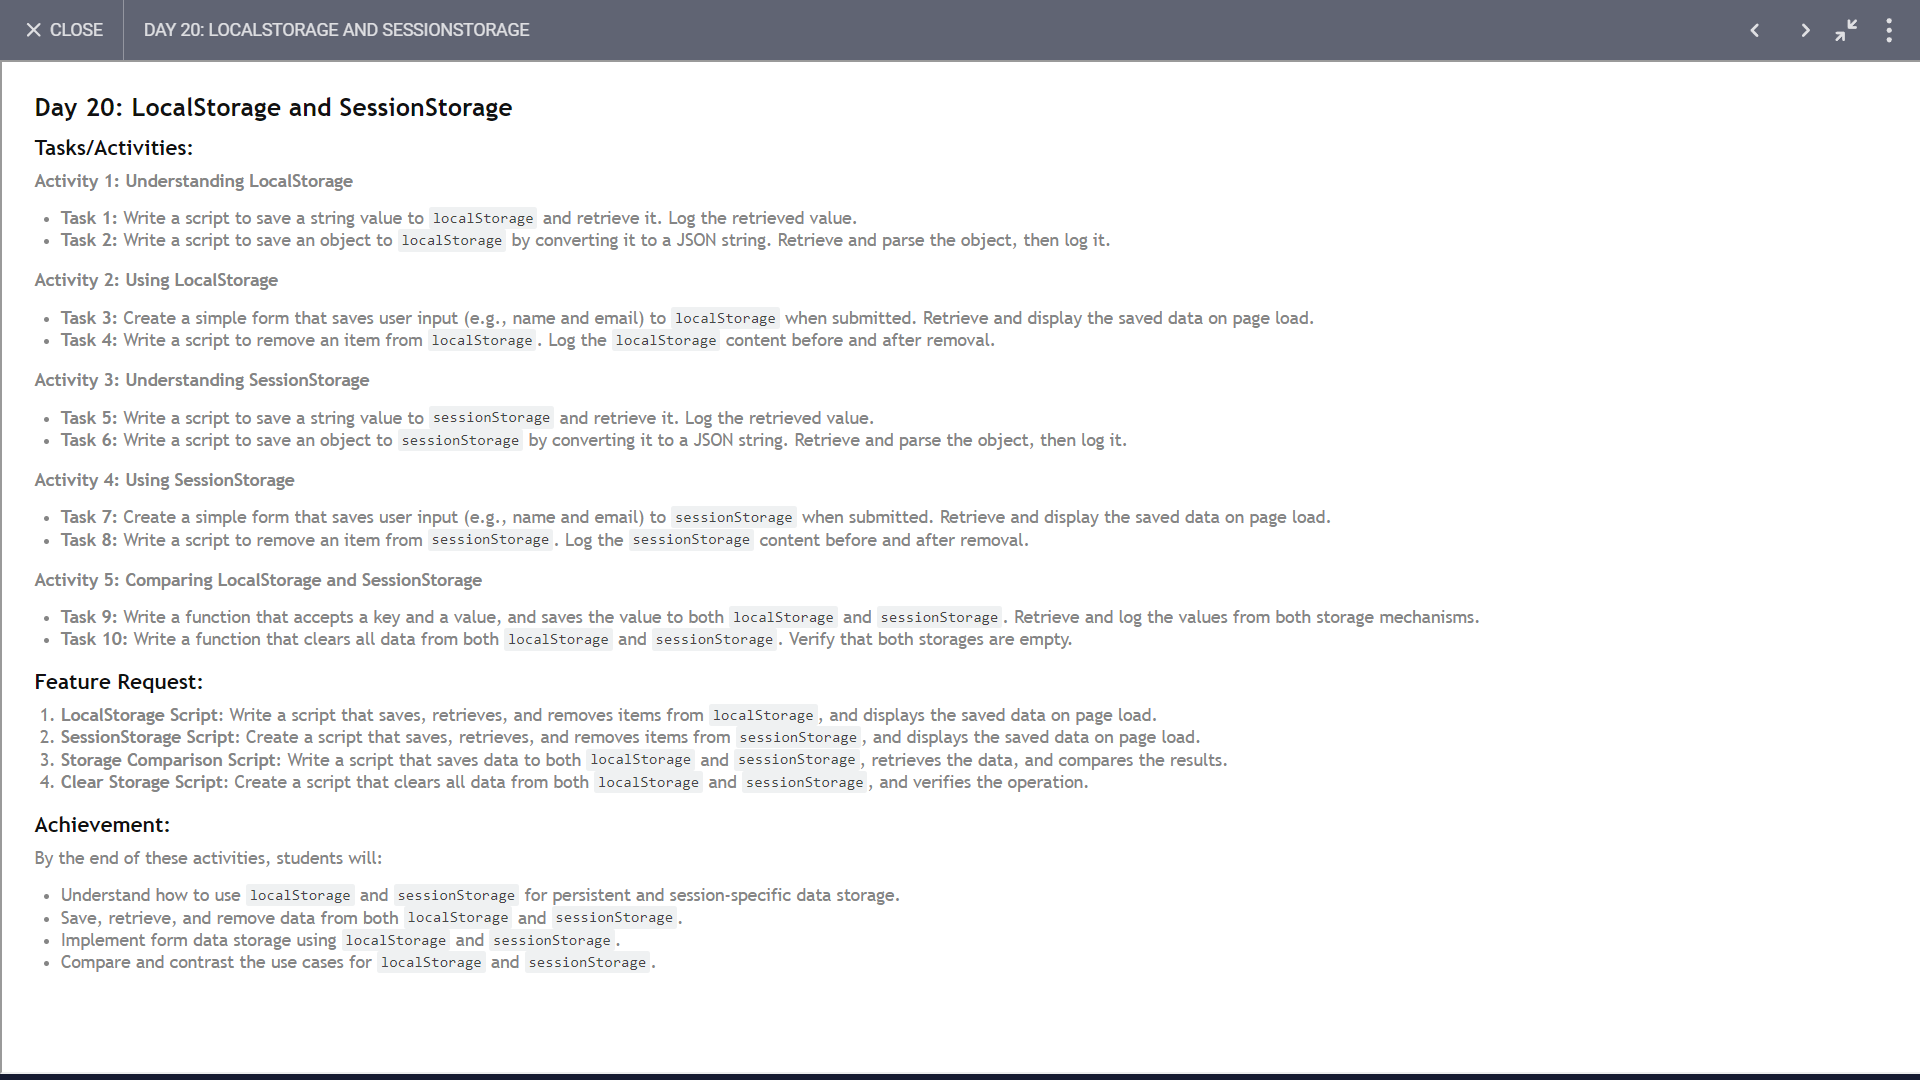 CLOSE
DAY 20: LOCALSTORAGE AND SESSIONSTORAGE
Day 20: LocalStorage and SessionStorage
Tasks/Activities:
Activity 1: Understanding LocalStorage
Task 1: Write a script to save a string value to localStorage and retrieve it. Log the retrieved value.
Task 2: Write a script to save an object to localStorage by converting it to a JSON string. Retrieve and parse the object, then log it.
Activity 2: Using LocalStorage
Task 3: Create a simple form that saves user input (e.g., name and email) to localStorage when submitted. Retrieve and display the saved data on page load.
Task 4: Write a script to remove an item from localStorage. Log the localStorage content before and after removal.
Activity 3: Understanding SessionStorage
Task 5: Write a script to save a string value to sessionStorage and retrieve it. Log the retrieved value.
Task 6: Write a script to save an object to sessionStorage by converting it to a JSON string. Retrieve and parse the object, then log it.
Activity 4: Using SessionStorage
Task 7: Create a simple form that saves user input (e.g., name and email) to sessionStorage when submitted. Retrieve and display the saved data on page load.
Task 8: Write a script to remove an item from sessionStorage. Log the sessionStorage content before and after removal.
Activity 5: Comparing LocalStorage and SessionStorage
Task 9: Write a function that accepts a key and a value, and saves the value to both localStorage and sessionStorage. Retrieve and log the values from both storage mechanisms.
Task 10: Write a function that clears all data from both localStorage and sessionStorage. Verify that both storages are empty.
Feature Request:
1. LocalStorage Script: Write a script that saves, retrieves, and removes items from localStorage, and displays the saved data on page load.
2. SessionStorage Script: Create a script that saves, retrieves, and removes items from sessionStorage, and displays the saved data on page load.
3. Storage Comparison Script: Write a script that saves data to both localStorage and sessionStorage, retrieves the data, and compares the results.
4. Clear Storage Script: Create a script that clears all data from both localStorage and sessionStorage, and verifies the operation.
Achievement:
By the end of these activities, students will:
Understand how to use localStorage and sessionStorage for persistent and session-specific data storage.
Save, retrieve, and remove data from both localStorage and sessionStorage.
Implement form data storage using localStorage and sessionStorage.
Compare and contrast the use cases for localStorage and sessionStorage.